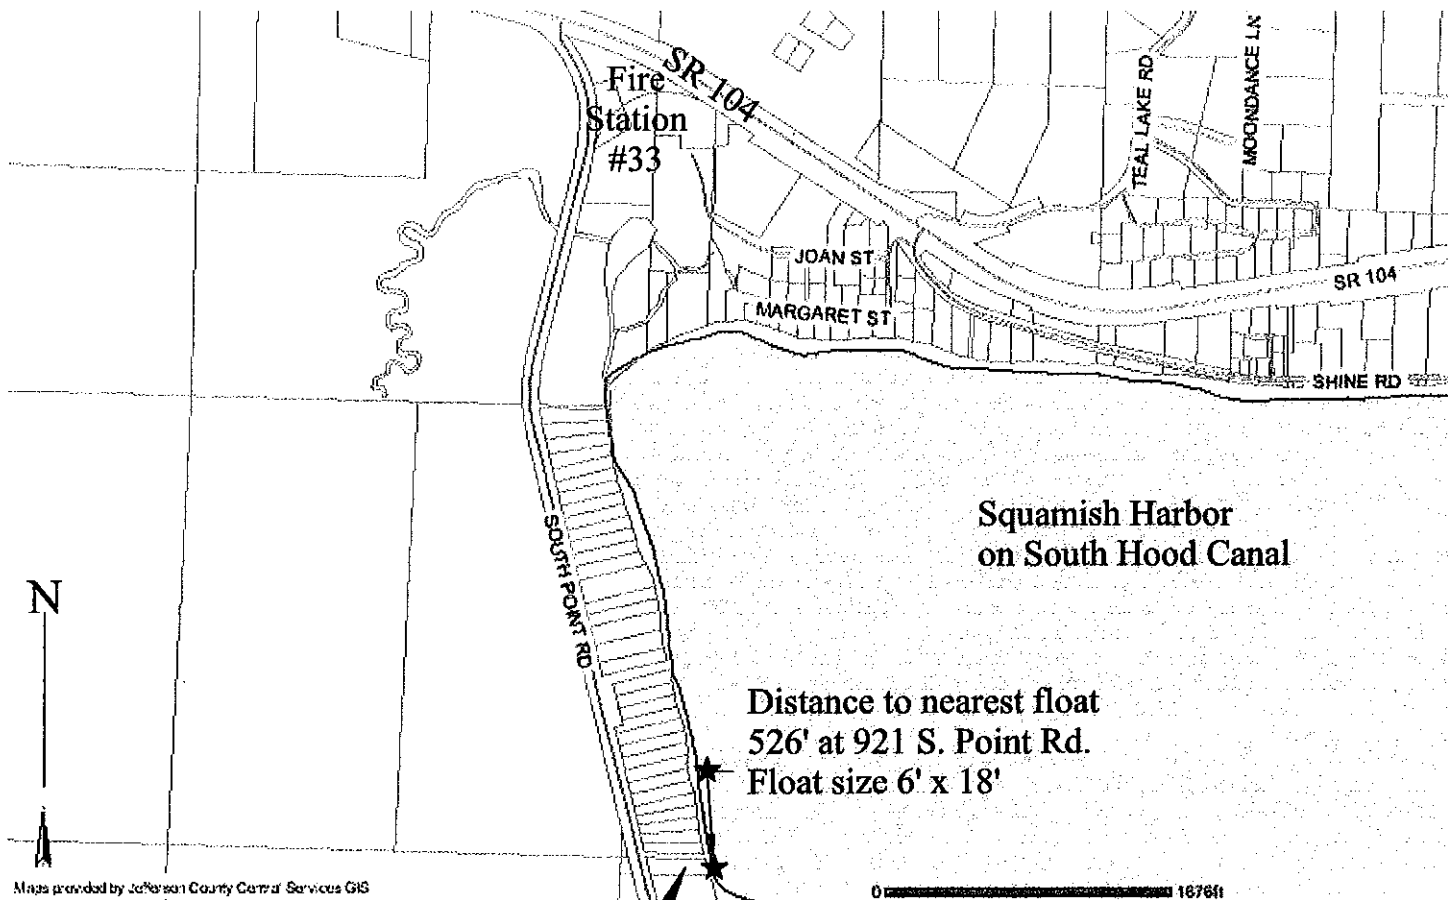 SR 104
Fire
Station
#33
TEAL LAKE RD
MOONDANCE LN
JOAN ST
MARGARET ST
SR 104
SHINE RD
SOUTH POINT RD
Squamish Harbor
on South Hood Canal
N
Distance to nearest float
526' at 921 S. Point Rd.
Float size 6' x 18'
Maps provided by Jefferson County Central Services GIS
0 1676ft